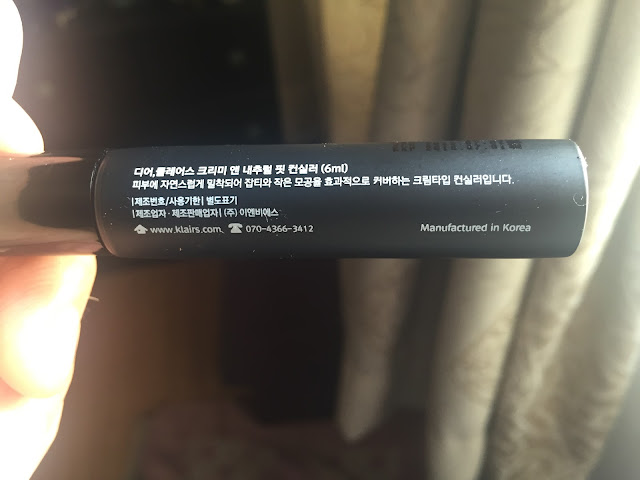 디어,클레어스 크리미 앤 내추럴 핏 컨실러 (6ml)
피부에 자연스럽게 밀착되어 잡티와 작은 모공을 효과적으로 커버하는 크림타입 컨실러입니다.
|제조번호/사용기한| 별도표기
|제조업자 · 제조판매업자| (주) 이앤비에스
www.klairs.com 070-4366-3412
Manufactured in Korea